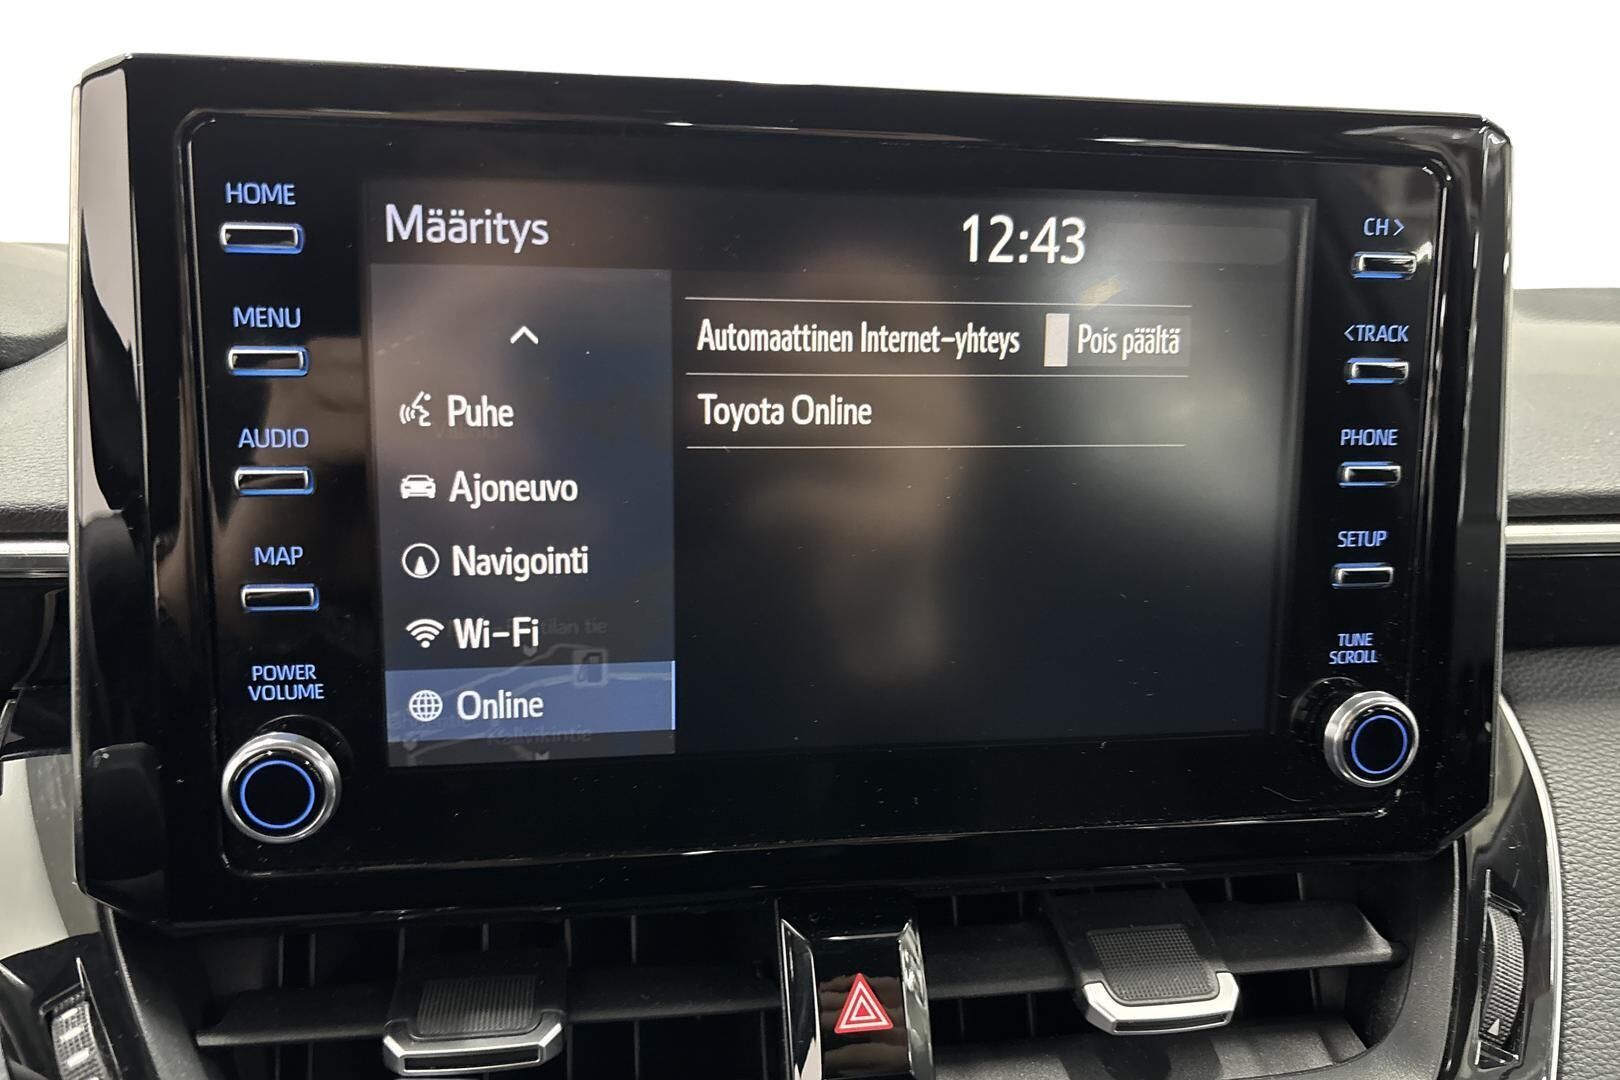 HOME
MENU
AUDIO
MAP
POWER
VOLUME
Määritys
12:43
Puhe
Ajoneuvo
Navigointi
Wi-Fi
Online
Automaattinen Internet-yhteys
Pois päältä
Toyota Online
CH>
<TRACK
PHONE
SETUP
TUNE
SCROLL